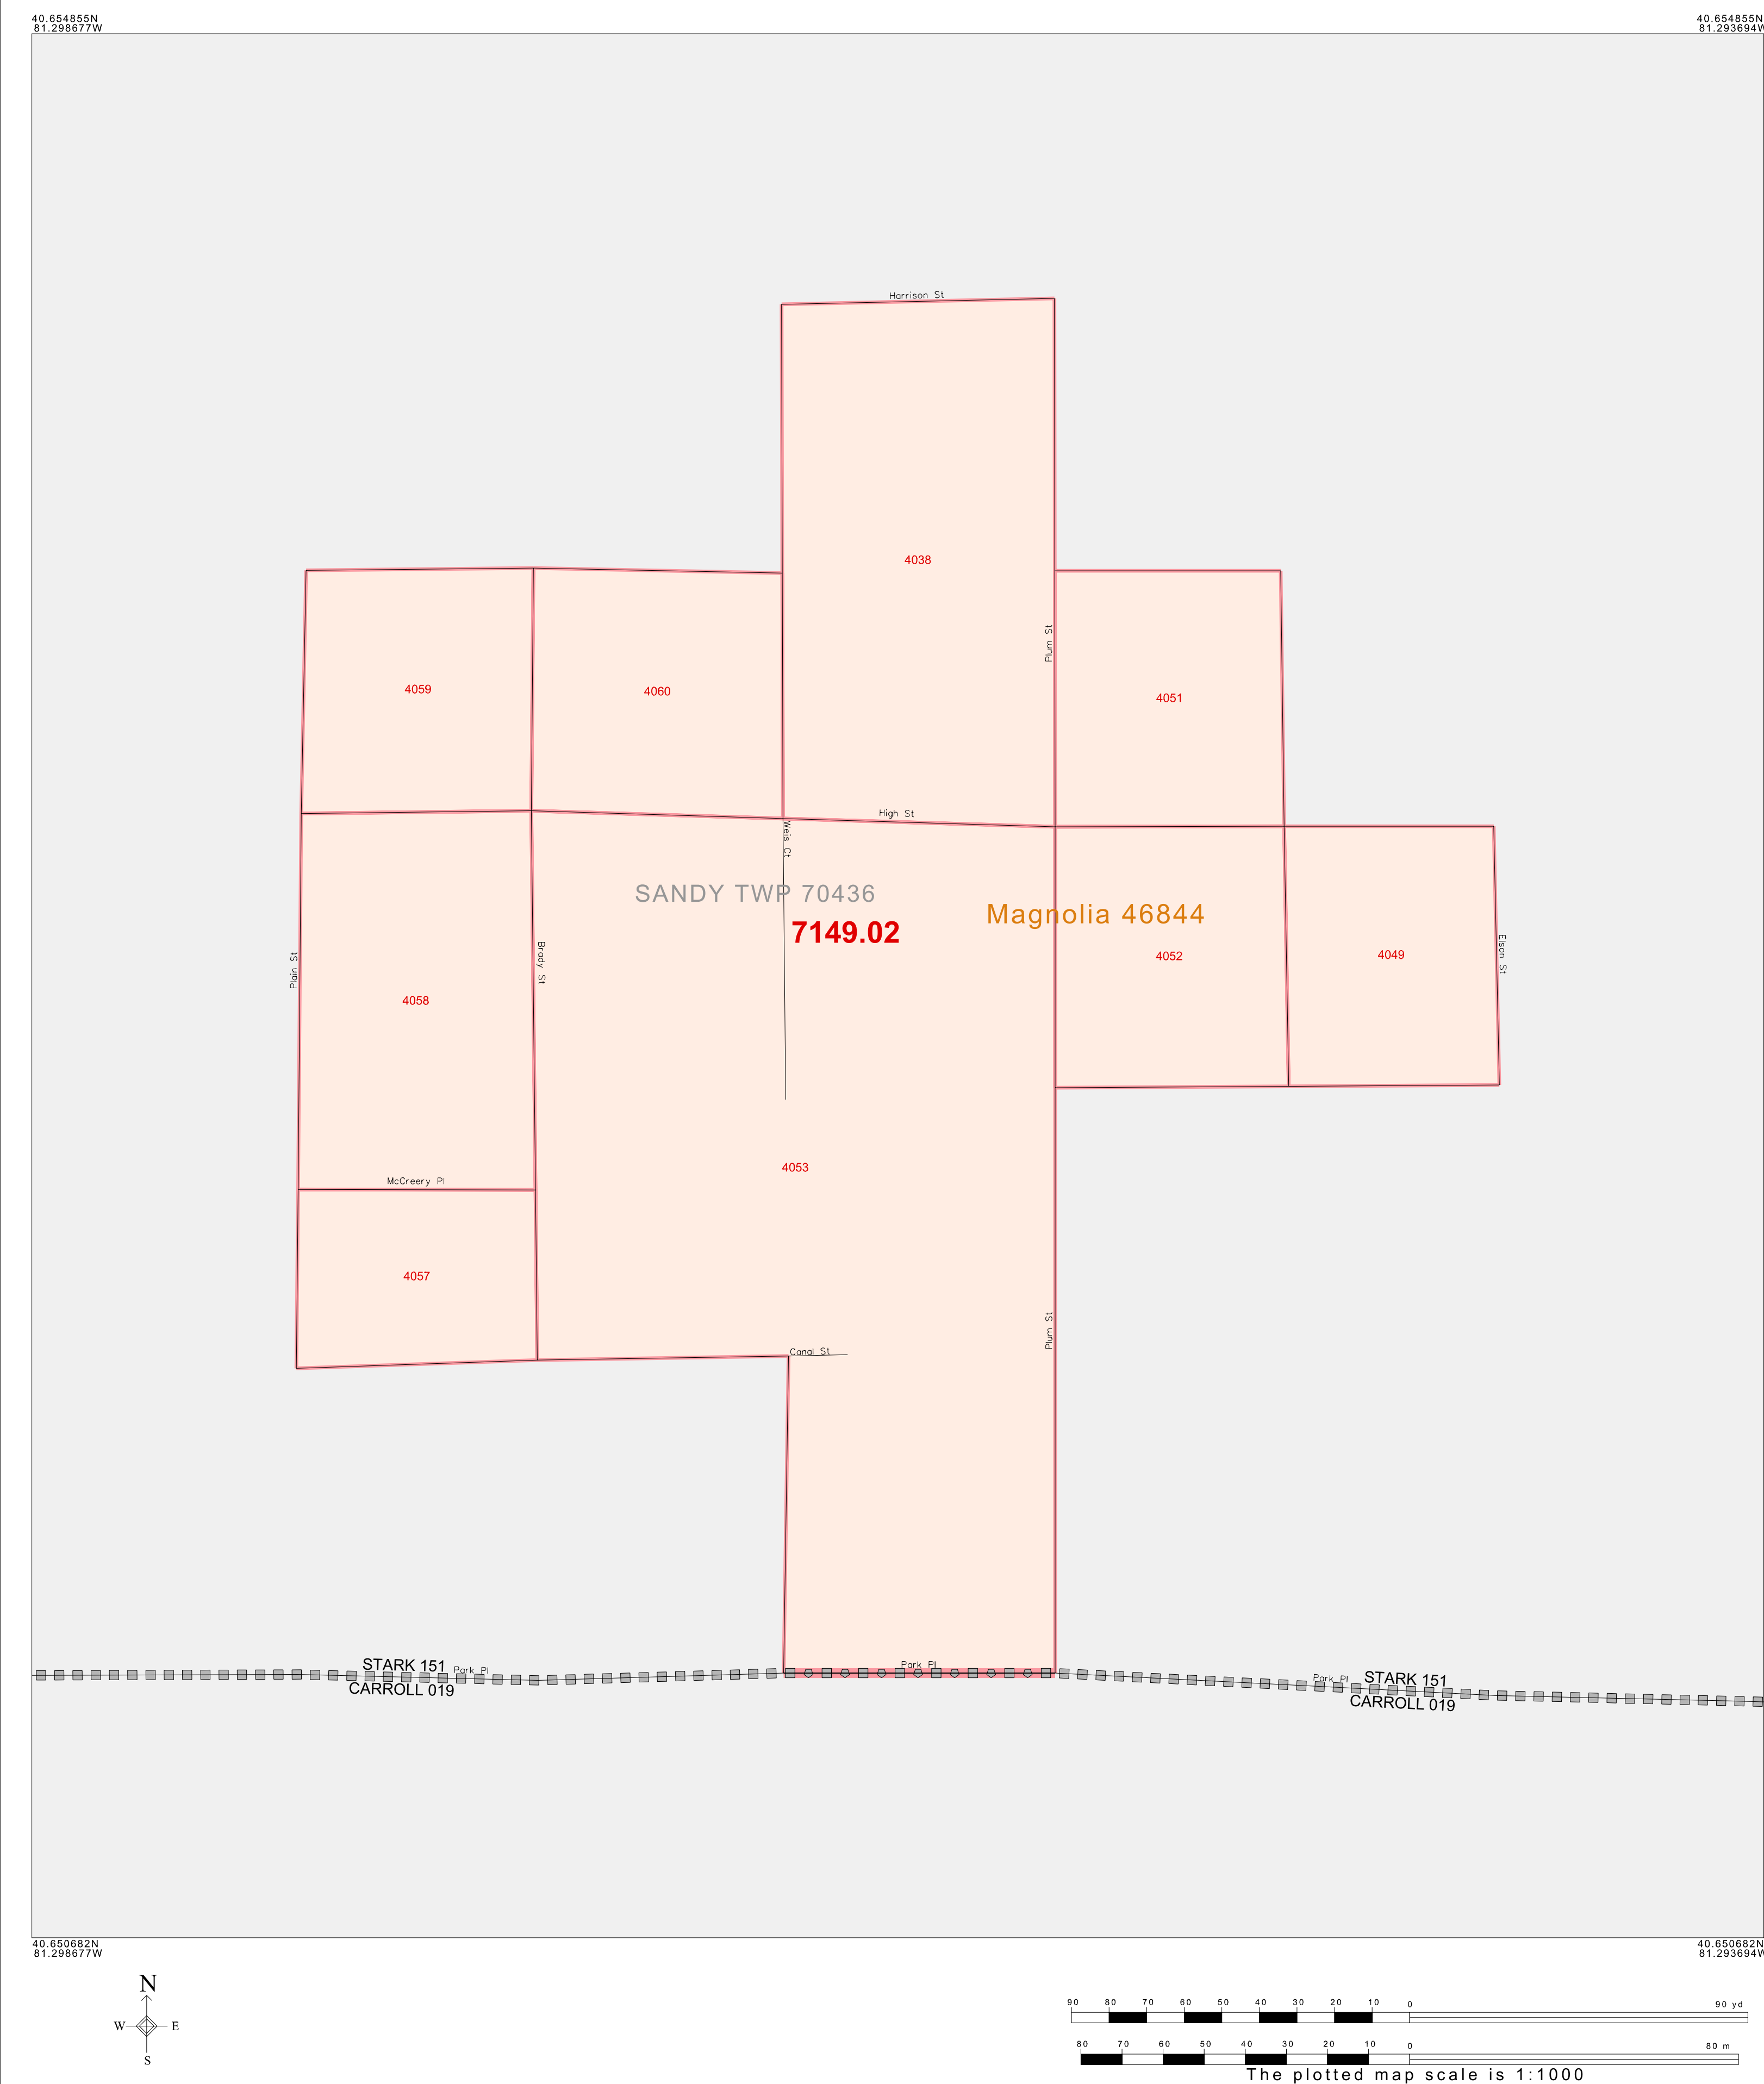 40.654855N
81.298677W
40.654855N
81.293694W
Harrison St
4038
Plum St
4059
4060
4051
High St
Weis Ct
SANDY TWP 70436
Magnolia 46844
7149.02
Plain St
Brady St
Elson St
4052
4049
4058
4053
McCreery Pl
4057
Plum St
Canal St
Park Pl
STARK 151
Park Pl
CARROLL 019
Park Pl
STARK 151
CARROLL 019
40.650682N
81.298677W
40.650682N
81.293694W
N
W E
S
90 80 70 60 50 40 30 20 10 0 90 yd
80 70 60 50 40 30 20 10 0 80 m
The plotted map scale is 1:1000